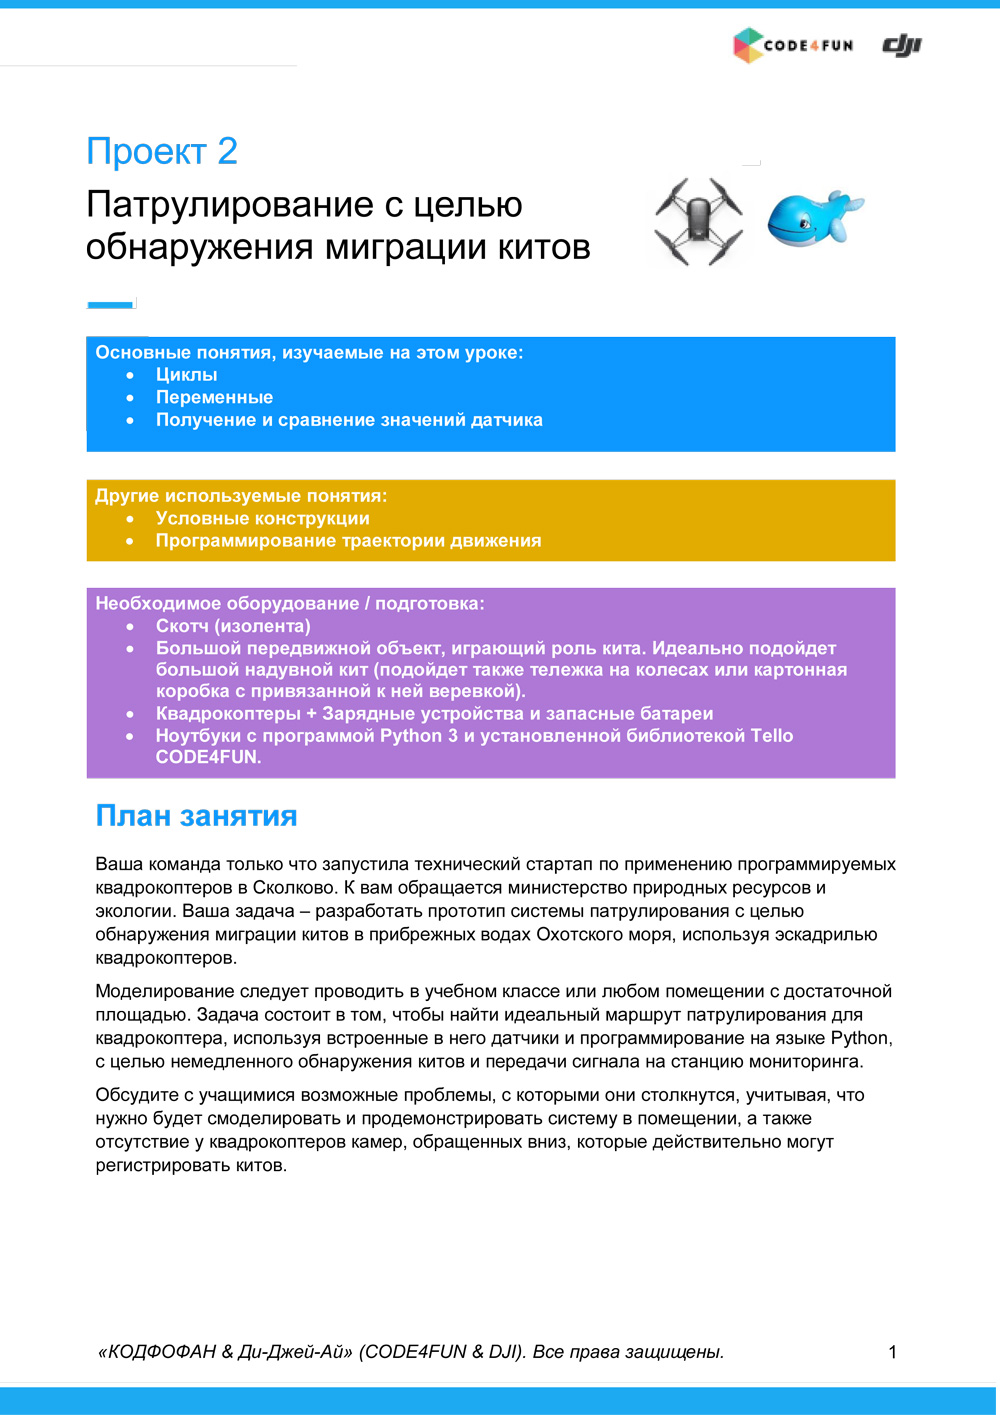 CODE4FUN dji
Проект 2
Патрулирование с целью
обнаружения миграции китов
Основные понятия, изучаемые на этом уроке:
• Циклы
• Переменные
• Получение и сравнение значений датчика
Другие используемые понятия:
• Условные конструкции
• Программирование траектории движения
Необходимое оборудование / подготовка:
• Скотч (изолента)
• Большой передвижной объект, играющий роль кита. Идеально подойдет
большой надувной кит (подойдет также тележка на колесах или картонная
коробка с привязанной к ней веревкой).
• Квадрокоптеры + Зарядные устройства и запасные батареи
• Ноутбуки с программой Python 3 и установленной библиотекой Tello
CODE4FUN.
План занятия
Ваша команда только что запустила технический стартап по применению программируемых
квадрокоптеров в Сколково. К вам обращается министерство природных ресурсов и
экологии. Ваша задача – разработать прототип системы патрулирования с целью
обнаружения миграции китов в прибрежных водах Охотского моря, используя эскадрилью
квадрокоптеров.
Моделирование следует проводить в учебном классе или любом помещении с достаточной
площадью. Задача состоит в том, чтобы найти идеальный маршрут патрулирования для
квадрокоптера, используя встроенные в него датчики и программирование на языке Python,
с целью немедленного обнаружения китов и передачи сигнала на станцию мониторинга.
Обсудите с учащимися возможные проблемы, с которыми они столкнутся, учитывая, что
нужно будет смоделировать и продемонстрировать систему в помещении, а также
отсутствие у квадрокоптеров камер, обращенных вниз, которые действительно могут
регистрировать китов.
«КОДФОФАН & Ди-Джей-Ай» (CODE4FUN & DJI). Все права защищены. 1